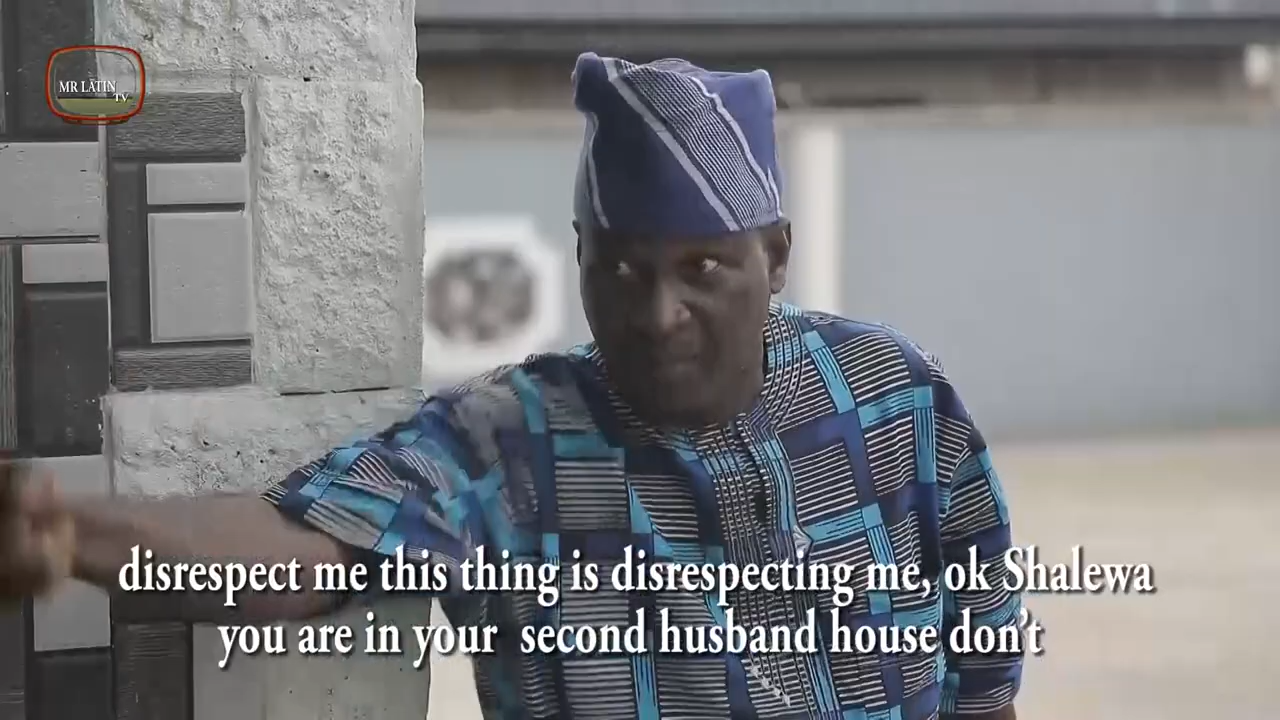 MR LATIN
TV
disrespect me this thing is disrespecting me, ok Shalewa
you are in your second husband house don't